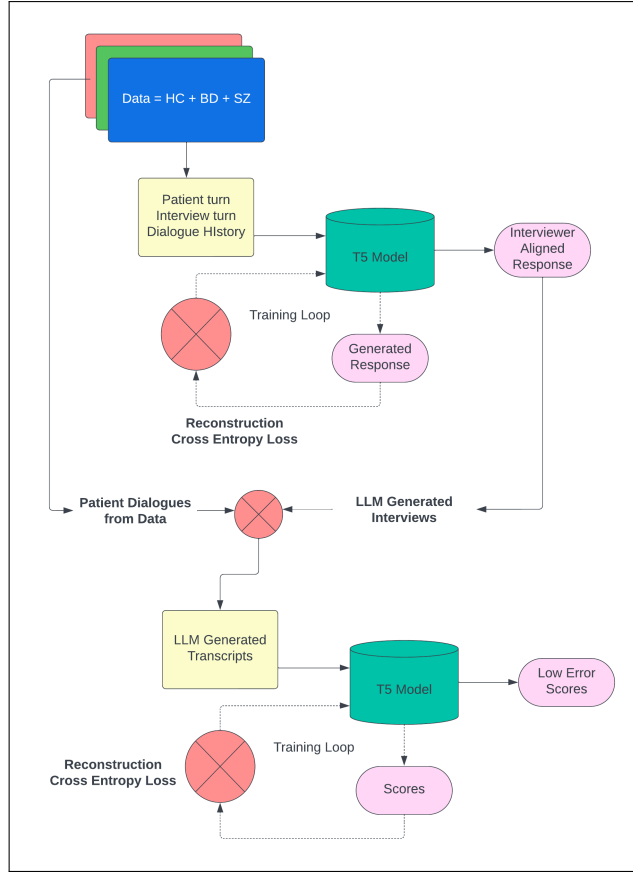 Data = HC + BD + SZ
Patient turn
Interview turn
Dialogue HIstory
T5 Model
Interviewer
Aligned
Response
Training Loop
Generated
Response
Reconstruction
Cross Entropy Loss
Patient Dialogues
from Data
LLM Generated
Interviews
LLM Generated
Transcripts
T5 Model
Low Error
Scores
Training Loop
Reconstruction
Cross Entropy Loss
Scores